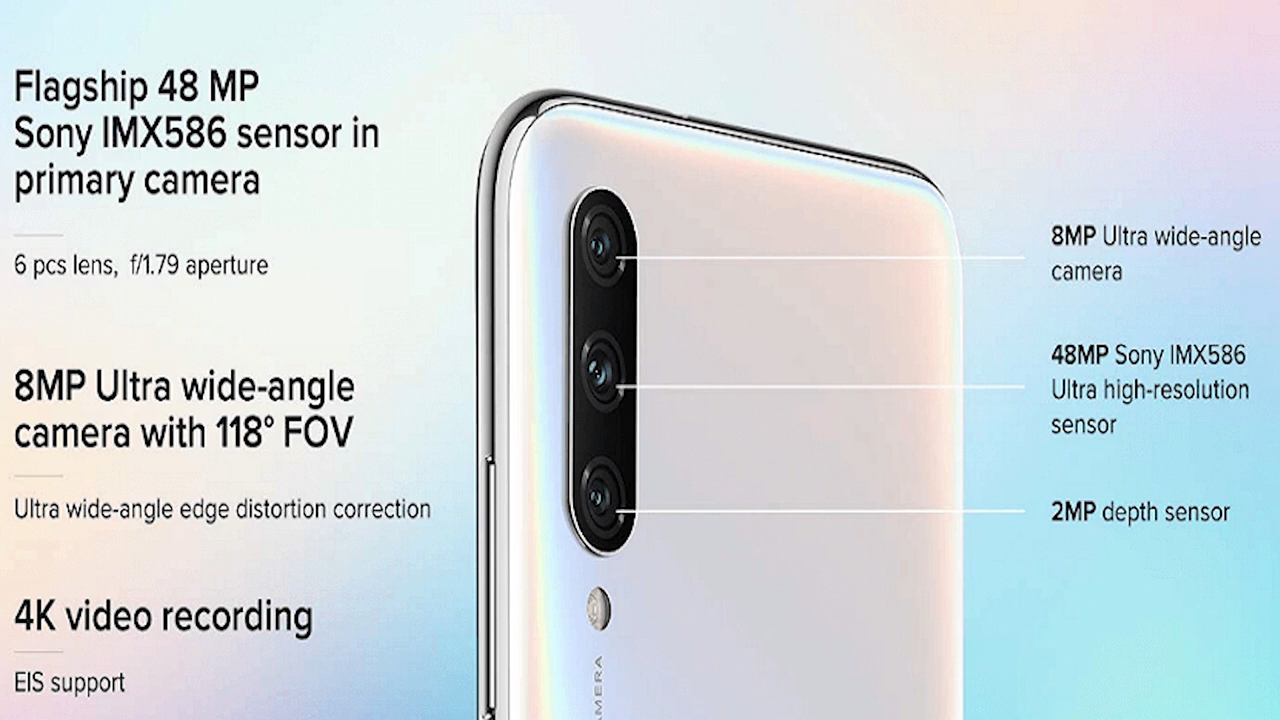 Flagship 48 MP
Sony IMX586 sensor in
primary camera
6 pcs lens, f/1.79 aperture
8MP Ultra wide-angle
camera with 118° FOV
Ultra wide-angle edge distortion correction
4K video recording
EIS support
8MP Ultra wide-angle
camera
48MP Sony IMX586
Ultra high-resolution
sensor
2MP depth sensor
AMERA